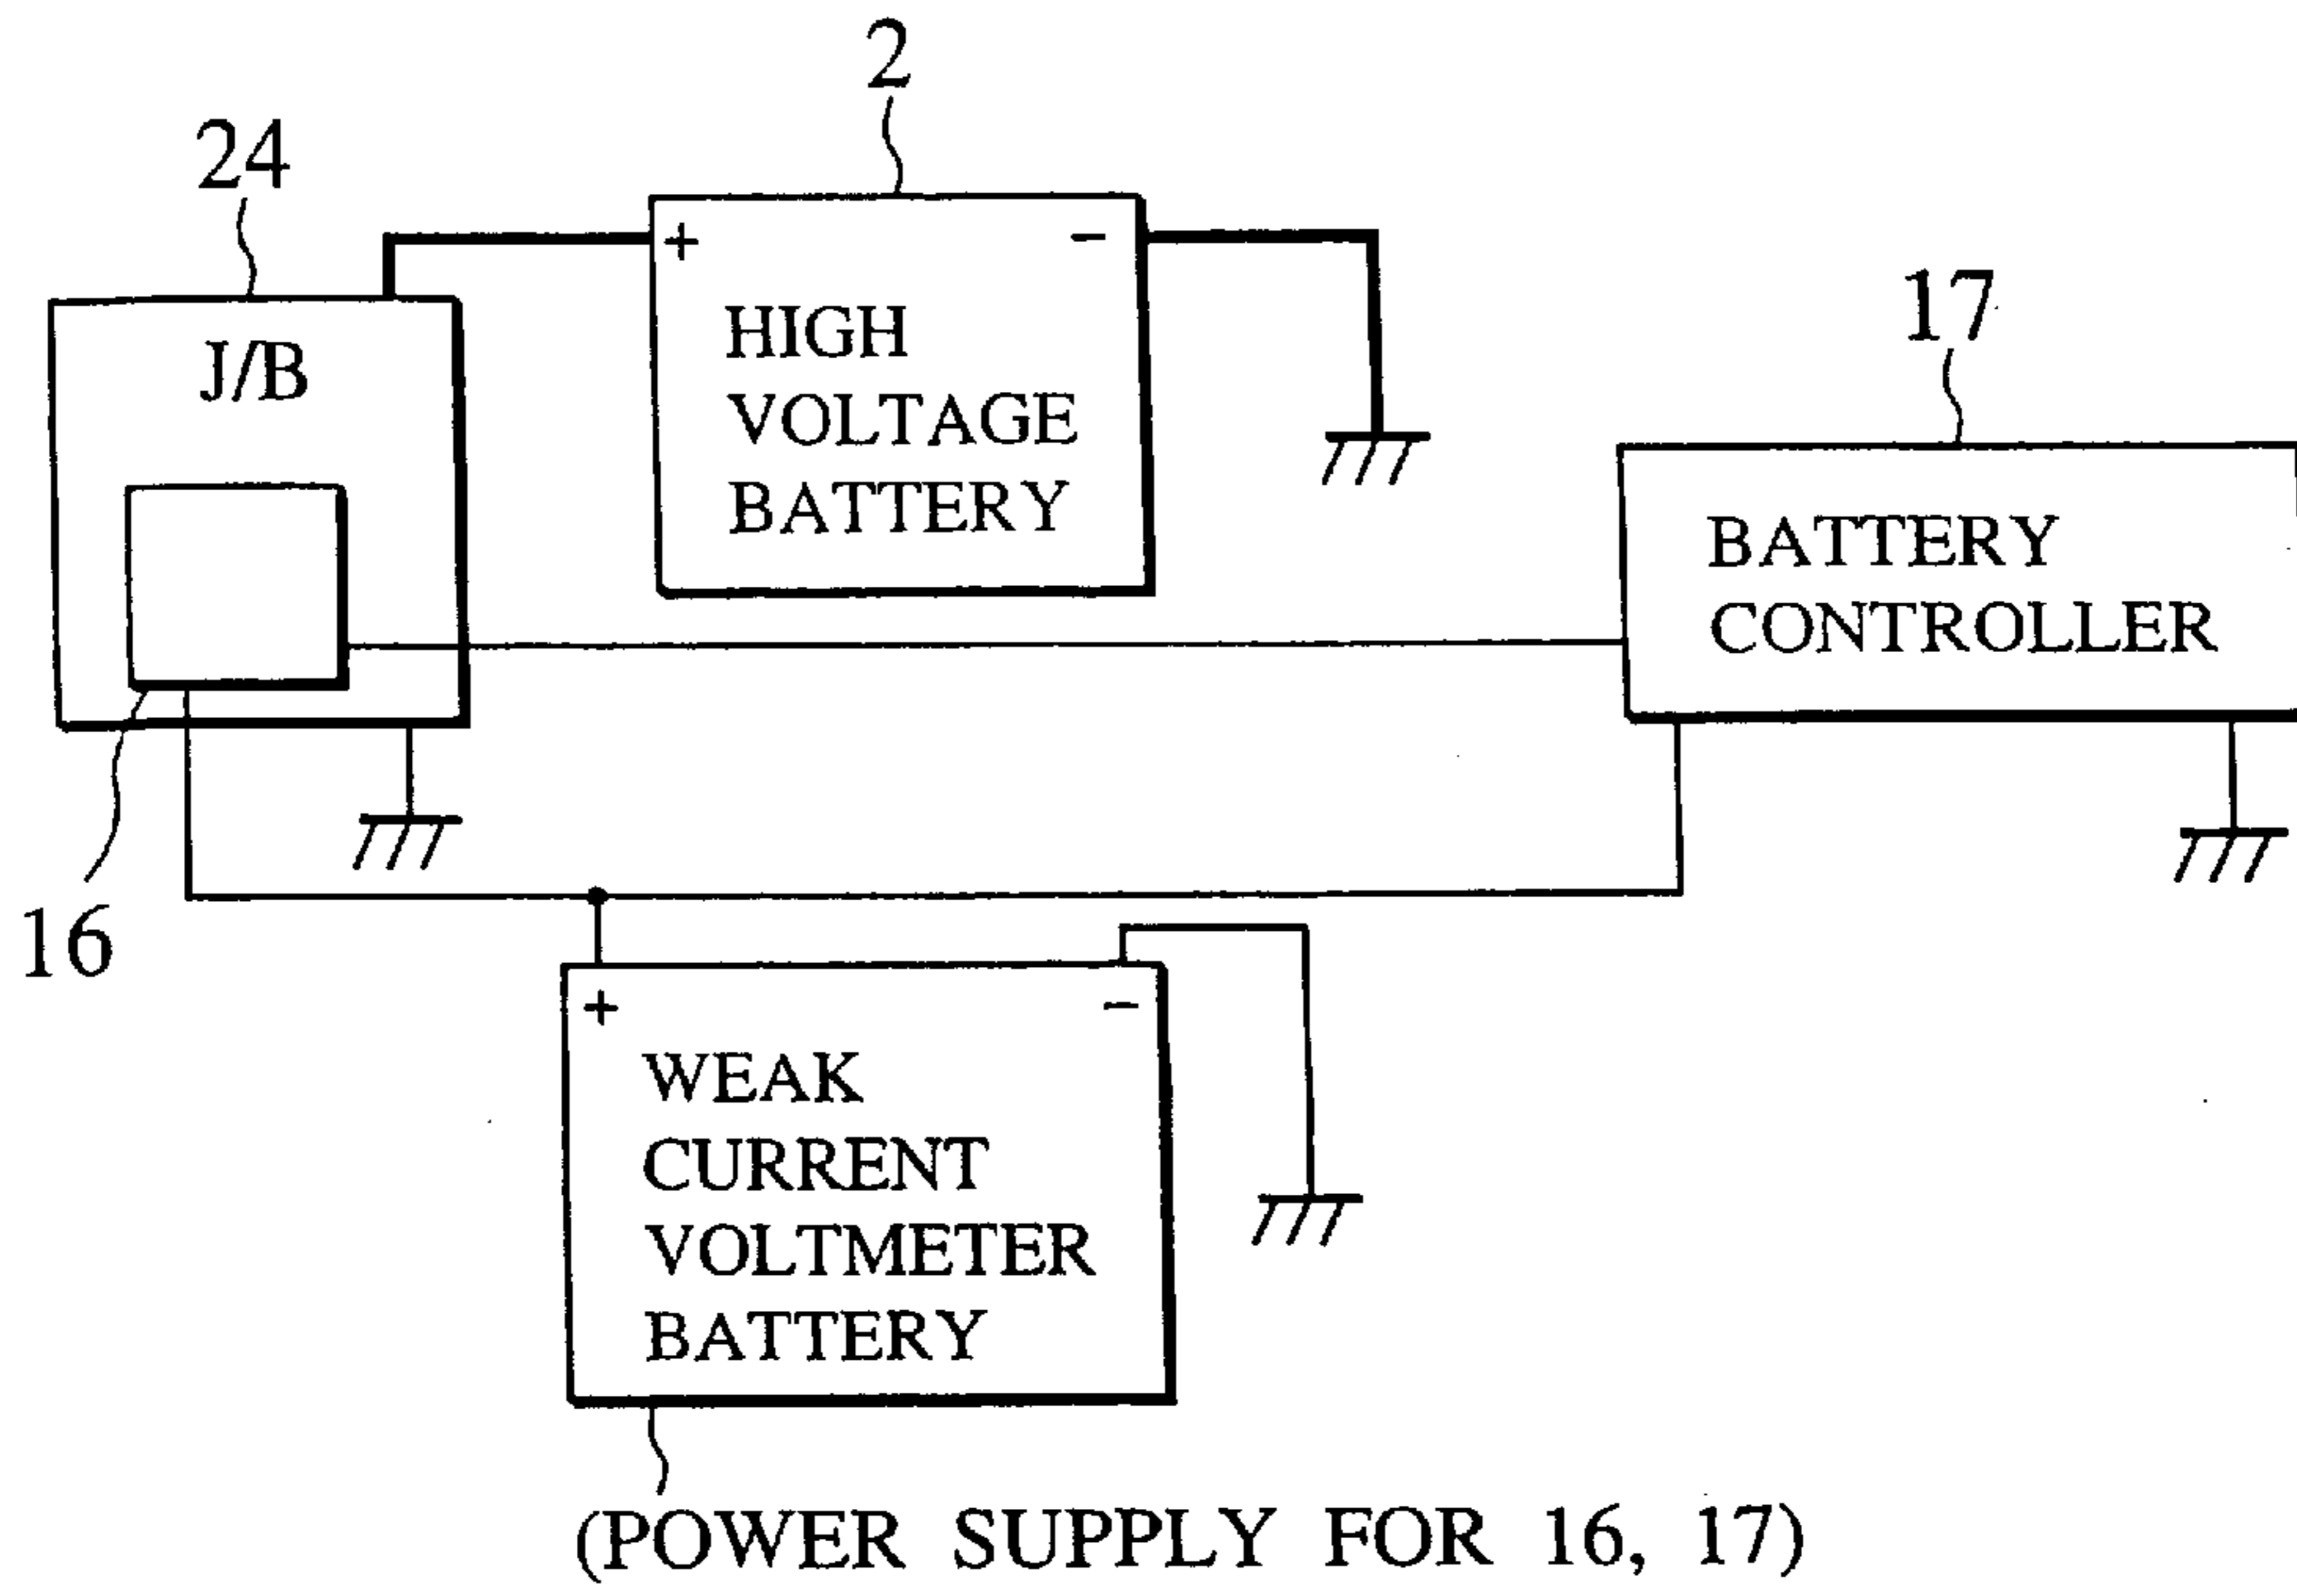 2
24
+ −
17
HIGH
J/B
VOLTAGE
BATTERY
BATTERY
CONTROLLER
16
+ −
WEAK
CURRENT
VOLTMETER
BATTERY
(POWER SUPPLY FOR 16, 17)